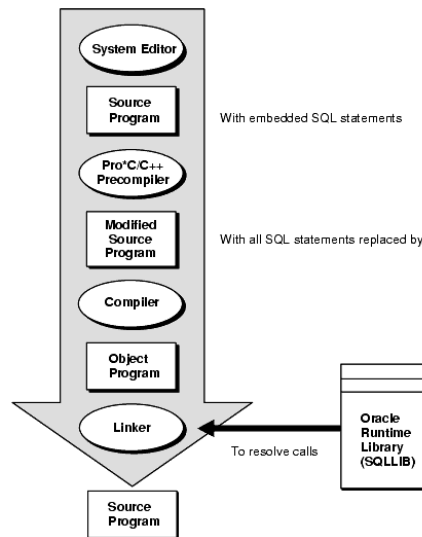 System Editor
Source
Program
With embedded SQL statements
Pro*C/C++
Precompiler
Modified
Source
Program
With all SQL statements replaced by
Compiler
Object
Program
Linker
To resolve calls
Oracle
Runtime
Library
(SQLLIB)
Source
Program